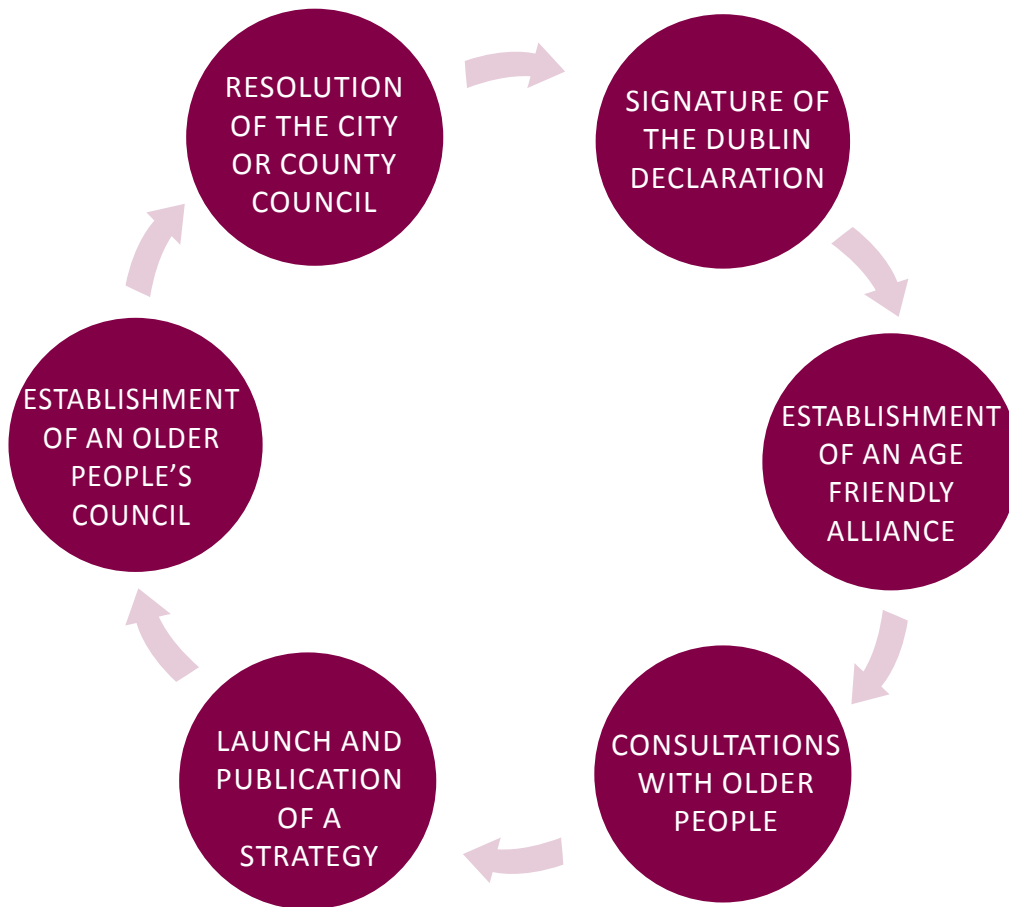 RESOLUTION
OF THE CITY
OR COUNTY
COUNCIL
SIGNATURE OF
THE DUBLIN
DECLARATION
ESTABLISHMENT
OF AN AGE
FRIENDLY
ALLIANCE
CONSULTATIONS
WITH OLDER
PEOPLE
LAUNCH AND
PUBLICATION
OF A
STRATEGY
ESTABLISHMENT
OF AN OLDER
PEOPLE’S
COUNCIL